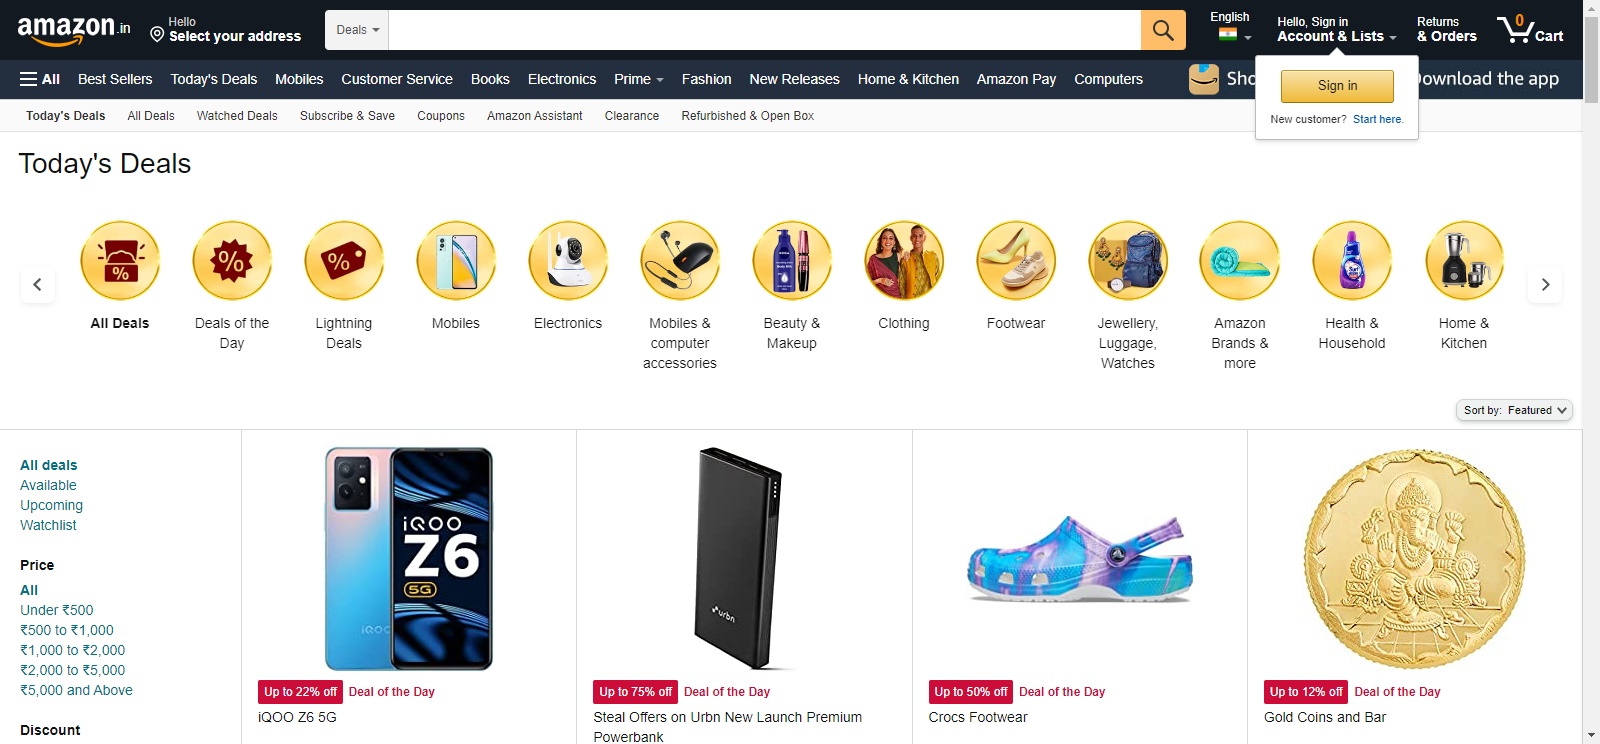 amazon.in
Hello
Select your address
Deals
English
Hello, Sign in
Account & Lists
Returns
& Orders
0
Cart
All
Best Sellers
Today's Deals
Mobiles
Customer Service
Books
Electronics
Prime
Fashion
New Releases
Home & Kitchen
Amazon Pay
Computers
Sho
Download the app
Sign in
New customer? Start here.
Today's Deals
All Deals
Watched Deals
Subscribe & Save
Coupons
Amazon Assistant
Clearance
Refurbished & Open Box
Today's Deals
All Deals
Deals of the
Day
Lightning
Deals
Mobiles
Electronics
Mobiles &
computer
accessories
Beauty &
Makeup
Clothing
Footwear
Jewellery,
Luggage,
Watches
Amazon
Brands &
more
Health &
Household
Home &
Kitchen
Sort by: Featured
All deals
Available
Upcoming
Watchlist
Price
All
Under ₹500
₹500 to ₹1,000
₹1,000 to ₹2,000
₹2,000 to ₹5,000
₹5,000 and Above
Discount
iQOO
Z6
5G
iQOO
Up to 22% off Deal of the Day
iQOO Z6 5G
urbn
Up to 75% off Deal of the Day
Steal Offers on Urbn New Launch Premium
Powerbank
Up to 50% off Deal of the Day
Crocs Footwear
Up to 12% off Deal of the Day
Gold Coins and Bar